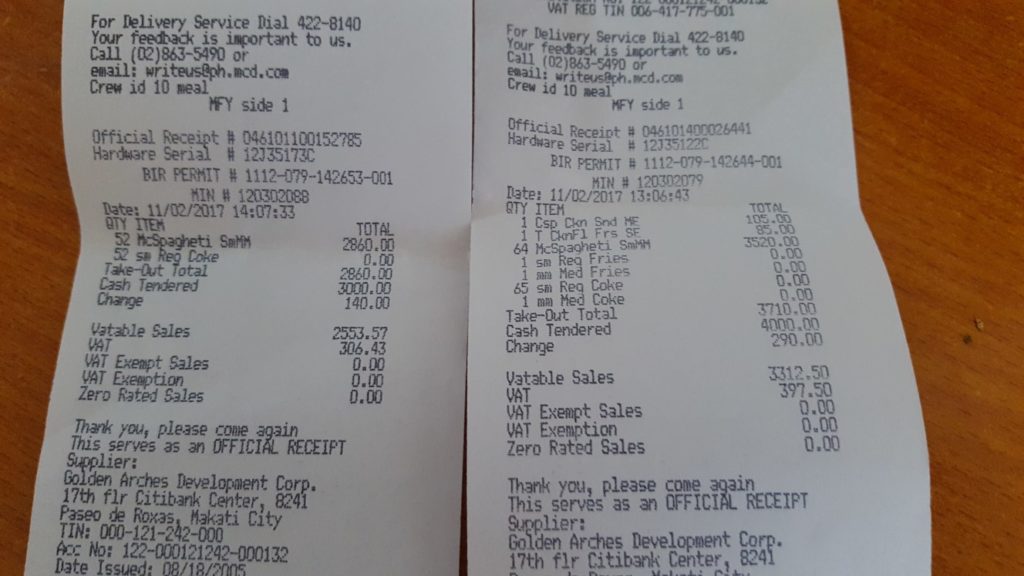 For Delivery Service Dial 422-8140
Your feedback is important to us.
Call (02)863-5490 or
email: writeus@ph.mcd.com
Crew id 10 meal
MFY side 1
Official Receipt # 046101100152785
Hardware Serial # 12J35173C
BIR PERMIT # 1112-079-142653-001
MIN # 120302088
Date: 11/02/2017 14:07:33
QTY ITEM TOTAL
52 McSpagheti SmMM 2860.00
52 sm Reg Coke 0.00
Take-Out Total 2860.00
Cash Tendered 3000.00
Change 140.00
Vatable Sales 2553.57
VAT 306.43
VAT Exempt Sales 0.00
VAT Exemption 0.00
Zero Rated Sales 0.00
Thank you, please come again
This serves as an OFFICIAL RECEIPT
Supplier:
Golden Arches Development Corp.
17th flr Citibank Center, 8241
Paseo de Roxas, Makati City
TIN: 000-121-242-000
Acc No: 122-000121242-000132
Date Issued: 08/18/2005
VAT REG TIN 006-417-775-001
For Delivery Service Dial 422-8140
Your feedback is important to us.
Call (02)863-5490 or
email: writeus@ph.mcd.com
Crew id 10 meal
MFY side 1
Official Receipt # 046101400026441
Hardware Serial # 12J35122C
BIR PERMIT # 1112-079-142644-001
MIN # 120302079
Date: 11/02/2017 13:06:43
QTY ITEM TOTAL
1 Csp Ckn Snd ME 105.00
1 T CknFl Frs SE 85.00
64 McSpagheti SmMM 3520.00
1 sm Reg Fries 0.00
1 mm Med Fries 0.00
65 sm Reg Coke 0.00
1 mm Med Coke 0.00
Take-Out Total 3710.00
Cash Tendered 4000.00
Change 290.00
Vatable Sales 3312.50
VAT 397.50
VAT Exempt Sales 0.00
VAT Exemption 0.00
Zero Rated Sales 0.00
Thank you, please come again
This serves as an OFFICIAL RECEIPT
Supplier:
Golden Arches Development Corp.
17th flr Citibank Center, 8241